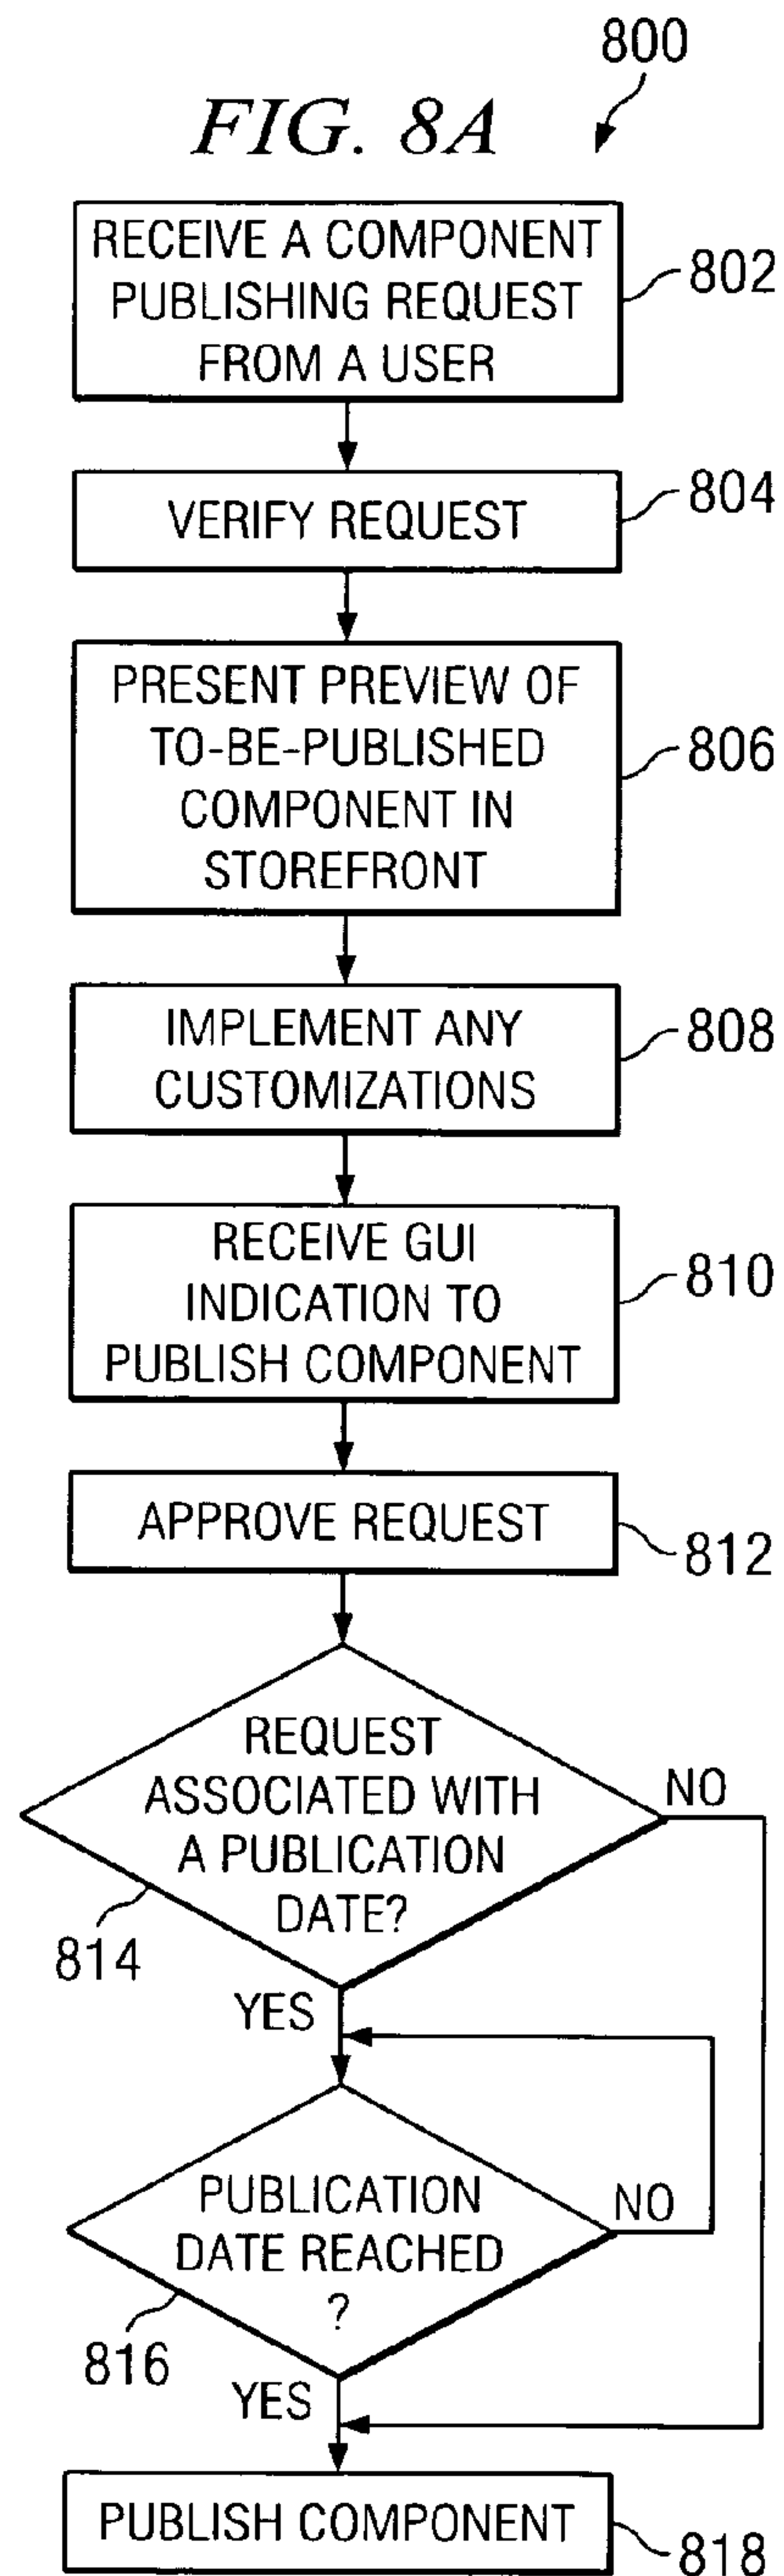 800
FIG. 8A
RECEIVE A COMPONENT
PUBLISHING REQUEST
FROM A USER
802
VERIFY REQUEST
804
PRESENT PREVIEW OF
TO-BE-PUBLISHED
COMPONENT IN
STOREFRONT
806
IMPLEMENT ANY
CUSTOMIZATIONS
808
RECEIVE GUI
INDICATION TO
PUBLISH COMPONENT
810
APPROVE REQUEST
812
REQUEST
ASSOCIATED WITH
A PUBLICATION
DATE?
NO
814
YES
PUBLICATION
DATE REACHED
?
NO
816
YES
PUBLISH COMPONENT
818